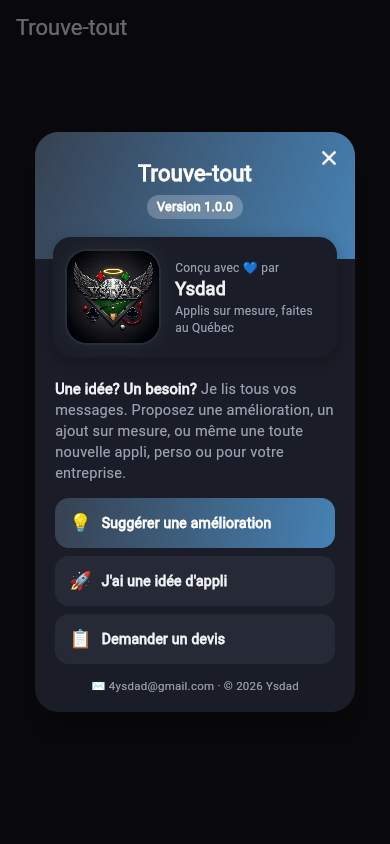 Trouve-tout
Trouve-tout
Version 1.0.0
YSDAD
Conçu avec 💙 par
Ysdad
Applis sur mesure, faites
au Québec
Une idée? Un besoin? Je lis tous vos
messages. Proposez une amélioration, un
ajout sur mesure, ou même une toute
nouvelle appli, perso ou pour votre
entreprise.
💡 Suggérer une amélioration
🚀 J'ai une idée d'appli
📋 Demander un devis
✉️ 4ysdad@gmail.com · © 2026 Ysdad